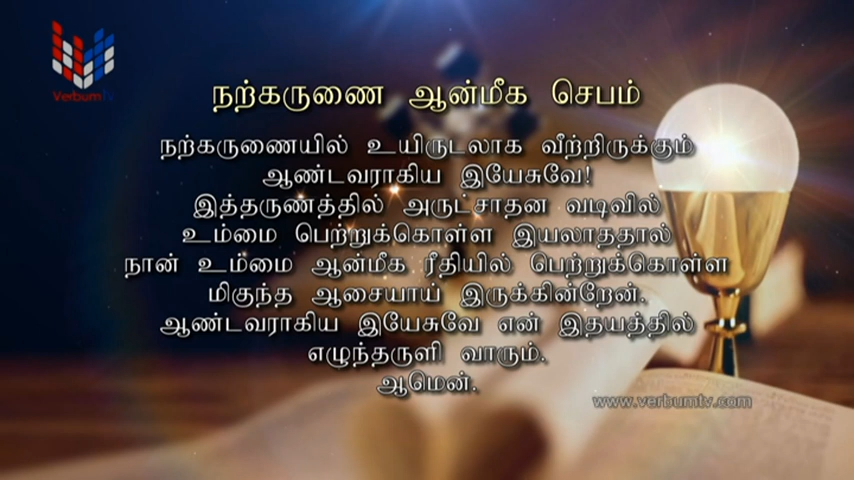 VerbumTv
நற்கருணை ஆன்மீக செபம்
நற்கருணையில் உயிருடலாக வீற்றிருக்கும்
ஆண்டவராகிய இயேசுவே!
இத்தருணத்தில் அருட்சாதன வடிவில்
உம்மை பெற்றுக்கொள்ள இயலாததால்
நான் உம்மை ஆன்மீக ரீதியில் பெற்றுக்கொள்ள
மிகுந்த ஆசையாய் இருக்கின்றேன்.
ஆண்டவராகிய இயேசுவே என் இதயத்தில்
எழுந்தருளி வாரும்.
ஆமென்.
www.verbumtv.com